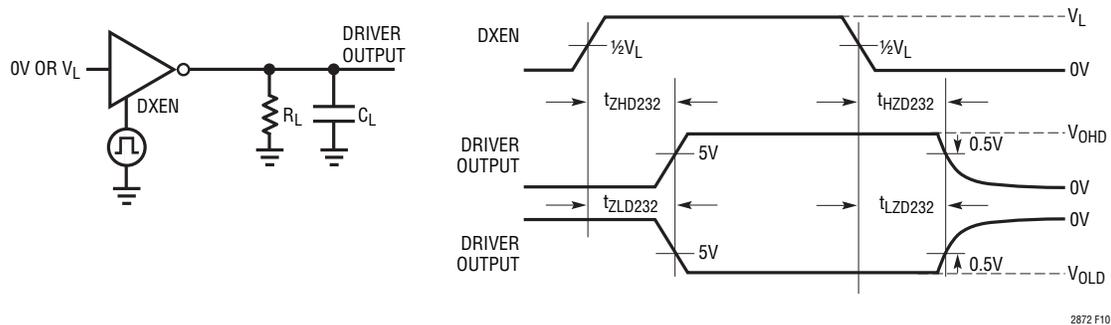 0V OR V_L
DXEN
DRIVER
OUTPUT
R_L
C_L
DXEN
½V_L
½V_L
V_L
0V
t_ZHD232
t_HZD232
DRIVER
OUTPUT
5V
0.5V
V_OHD
0V
t_ZLD232
t_LZD232
0V
DRIVER
OUTPUT
5V
0.5V
V_OLD
2872 F10